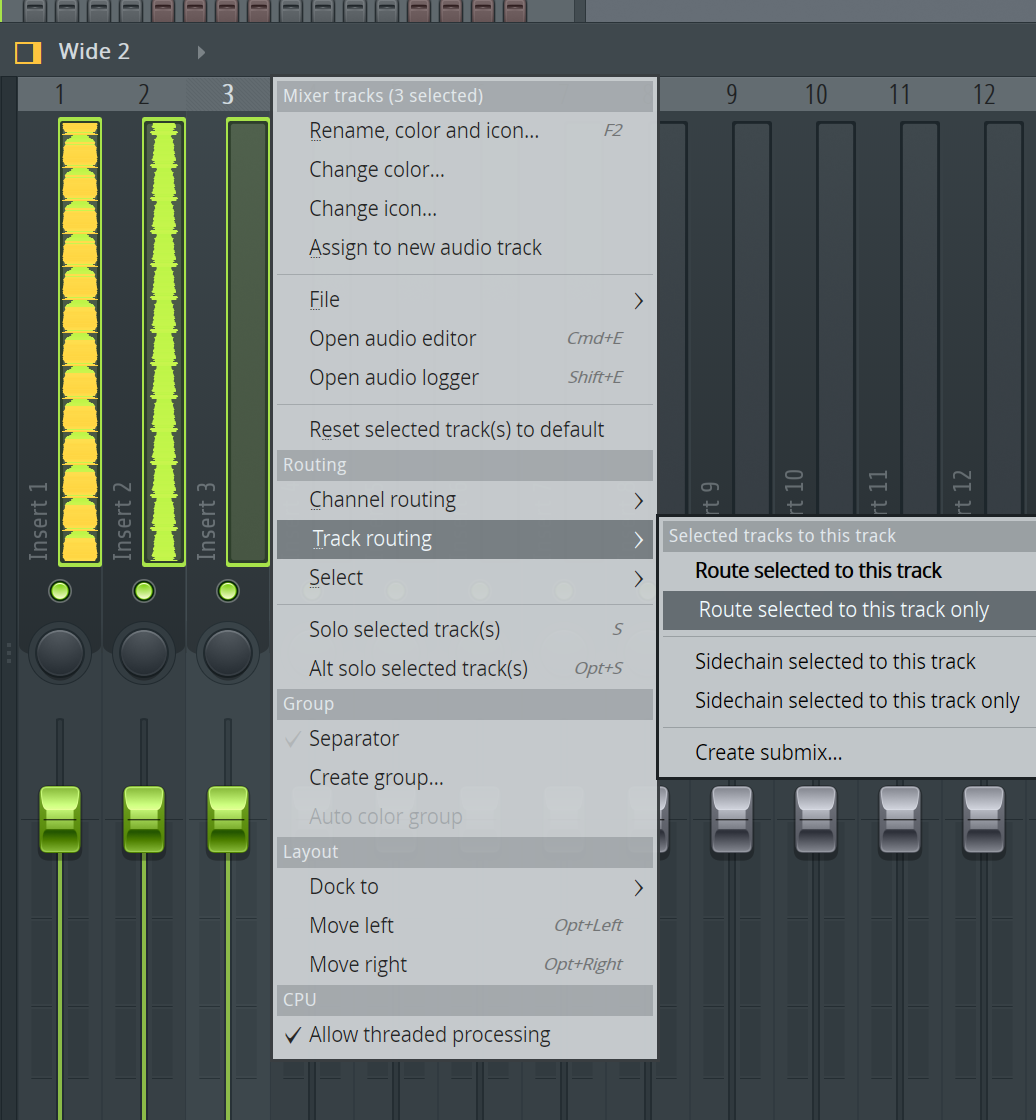 Wide 2
1 2 3 9 10 11 12
Mixer tracks (3 selected)
Rename, color and icon... F2
Change color...
Change icon...
Assign to new audio track
File
Open audio editor Cmd+E
Open audio logger Shift+E
Reset selected track(s) to default
Routing
Channel routing
Track routing
Select
Solo selected track(s) S
Alt solo selected track(s) Opt+S
Group
Separator
Create group...
Auto color group
Layout
Dock to
Move left Opt+Left
Move right Opt+Right
CPU
Allow threaded processing
Selected tracks to this track
Route selected to this track
Route selected to this track only
Sidechain selected to this track
Sidechain selected to this track only
Create submix...
Insert 1
Insert 2
Insert 3
rt 9
rt 10
rt 11
rt 12